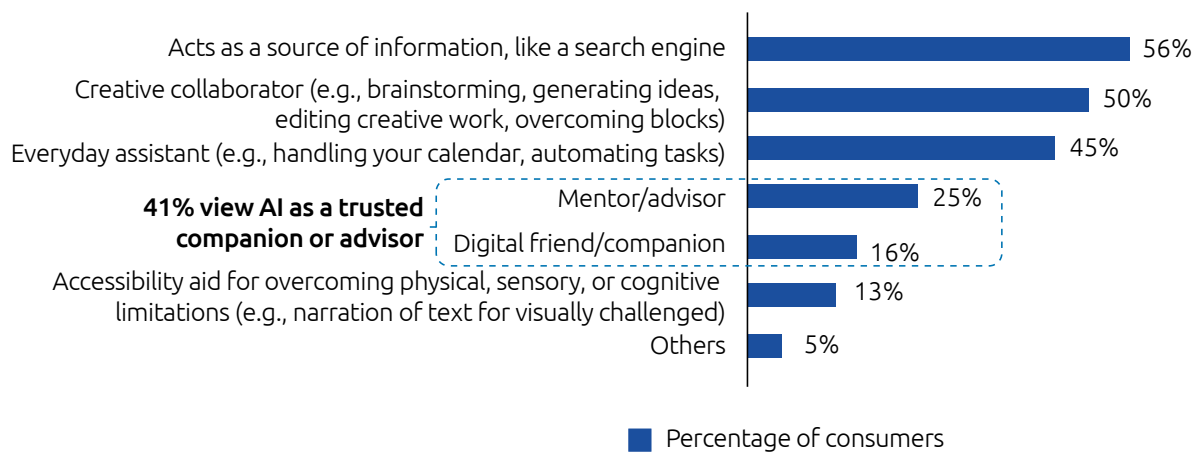 Acts as a source of information, like a search engine 56%
Creative collaborator (e.g., brainstorming, generating ideas,
editing creative work, overcoming blocks) 50%
Everyday assistant (e.g., handling your calendar, automating tasks) 45%
41% view AI as a trusted
companion or advisor
Mentor/advisor 25%
Digital friend/companion 16%
Accessibility aid for overcoming physical, sensory, or cognitive
limitations (e.g., narration of text for visually challenged) 13%
Others 5%
Percentage of consumers